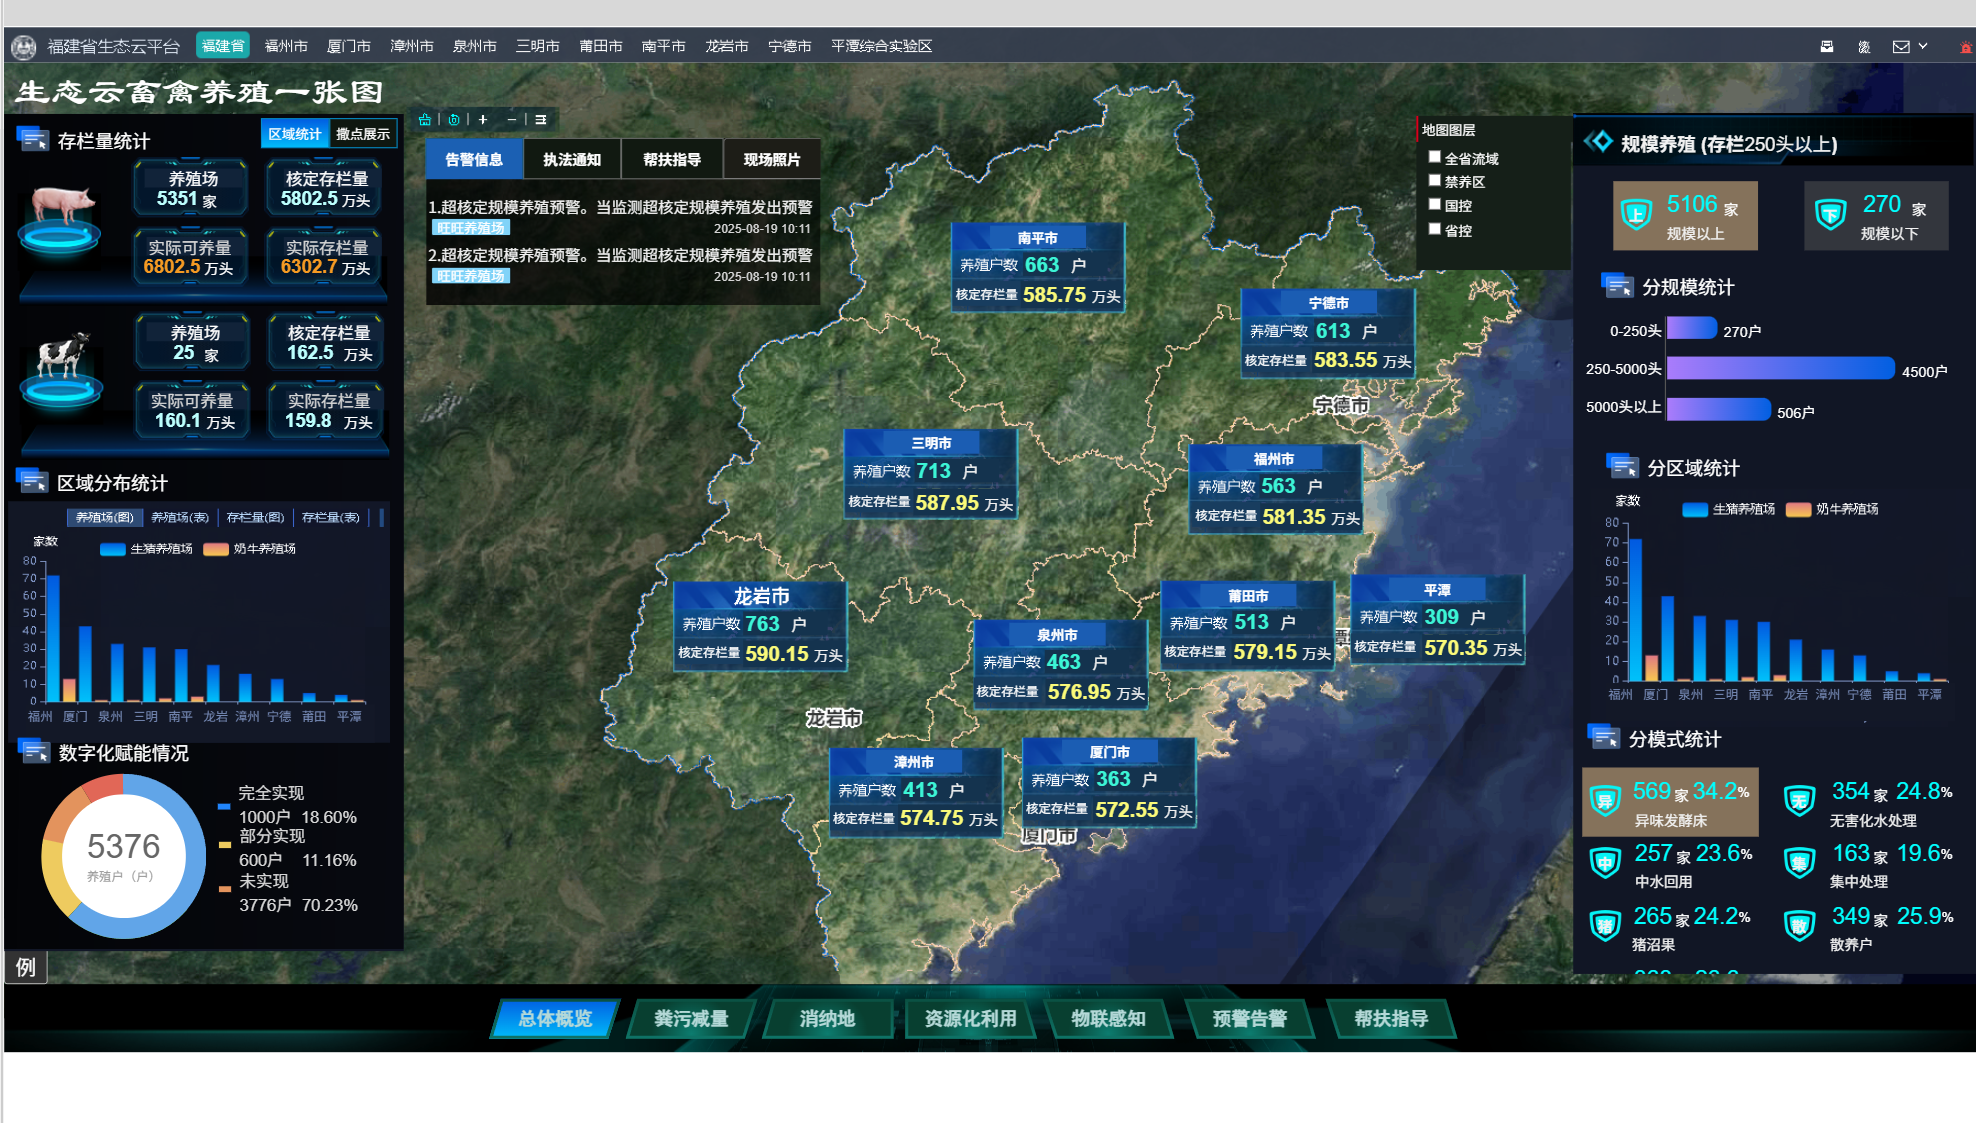 福建省生态云平台 福建省 福州市 厦门市 漳州市 泉州市 三明市 莆田市 南平市 龙岩市 宁德市 平潭综合实验区
生态云畜禽养殖一张图
存栏量统计
区域统计 撒点展示
养殖场
5351 家
核定存栏量
5802.5 万头
实际可养量
6802.5 万头
实际存栏量
6302.7 万头
养殖场
25 家
核定存栏量
162.5 万头
实际可养量
160.1 万头
实际存栏量
159.8 万头
区域分布统计
养殖场(图) 养殖场(表) 存栏量(图) 存栏量(表)
家数
生猪养殖场 奶牛养殖场
80
70
60
50
40
30
20
10
0
福州 厦门 泉州 三明 南平 龙岩 漳州 宁德 莆田 平潭
数字化赋能情况
5376
养殖户（户）
完全实现
1000户 18.60%
部分实现
600户 11.16%
未实现
3776户 70.23%
例
告警信息 执法通知 帮扶指导 现场照片
1.超核定规模养殖预警。当监测超核定规模养殖发出预警
旺旺养殖场 2025-08-19 10:11
2.超核定规模养殖预警。当监测超核定规模养殖发出预警
旺旺养殖场 2025-08-19 10:11
地图图层
全省流域
禁养区
国控
省控
南平市
养殖户数 663 户
核定存栏量 585.75 万头
宁德市
养殖户数 613 户
核定存栏量 583.55 万头
宁德市
三明市
养殖户数 713 户
核定存栏量 587.95 万头
福州市
养殖户数 563 户
核定存栏量 581.35 万头
龙岩市
养殖户数 763 户
核定存栏量 590.15 万头
龙岩市
泉州市
养殖户数 463 户
核定存栏量 576.95 万头
莆田市
养殖户数 513 户
核定存栏量 579.15 万头
平潭
养殖户数 309 户
核定存栏量 570.35 万头
漳州市
养殖户数 413 户
核定存栏量 574.75 万头
厦门市
养殖户数 363 户
核定存栏量 572.55 万头
厦门市
规模养殖 (存栏250头以上)
上 5106 家
规模以上
下 270 家
规模以下
分规模统计
0-250头 270户
250-5000头 4500户
5000头以上 506户
分区域统计
家数
生猪养殖场 奶牛养殖场
80
70
60
50
40
30
20
10
0
福州 厦门 泉州 三明 南平 龙岩 漳州 宁德 莆田 平潭
分模式统计
异 569 家 34.2%
异味发酵床
无 354 家 24.8%
无害化水处理
中 257 家 23.6%
中水回用
集 163 家 19.6%
集中处理
猪 265 家 24.2%
猪沼果
散 349 家 25.9%
散养户
总体概览 粪污减量 消纳地 资源化利用 物联感知 预警告警 帮扶指导